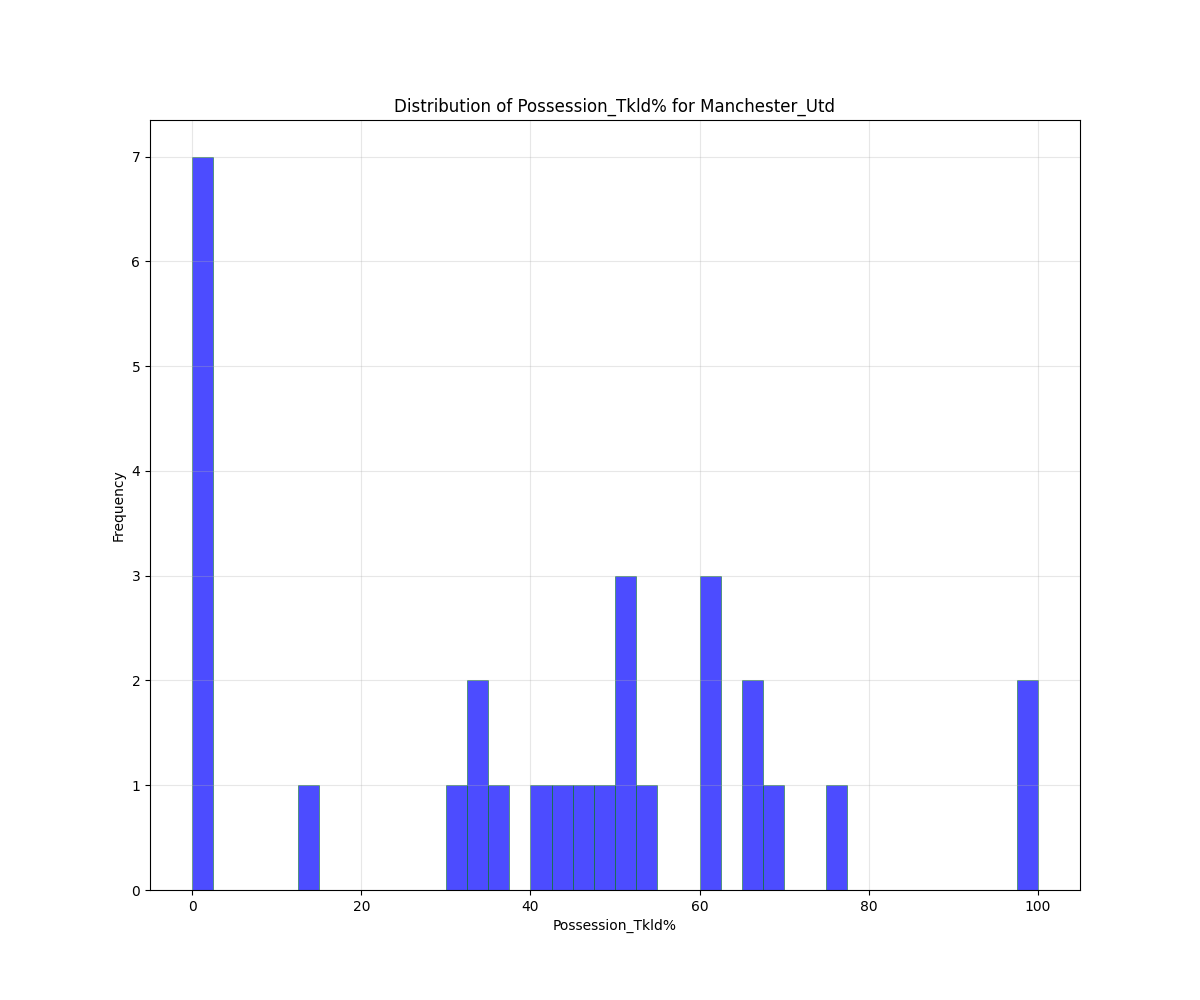 Distribution of Possession_Tkld% for Manchester_Utd
7
6
5
4
3
2
1
0
Frequency
0 20 40 60 80 100
Possession_Tkld%